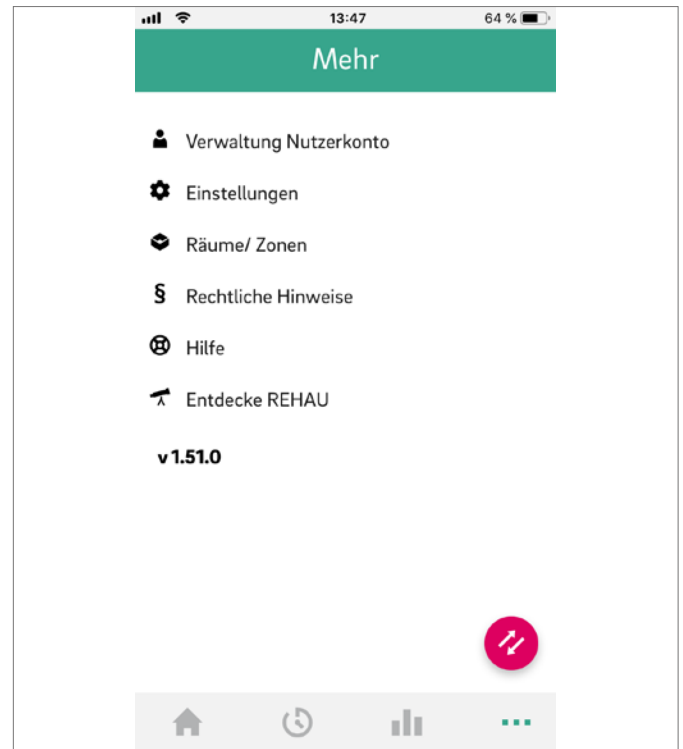 13:47
64 %
Mehr
Verwaltung Nutzerkonto
Einstellungen
Räume/ Zonen
§ Rechtliche Hinweise
Hilfe
Entdecke REHAU
v 1.51.0